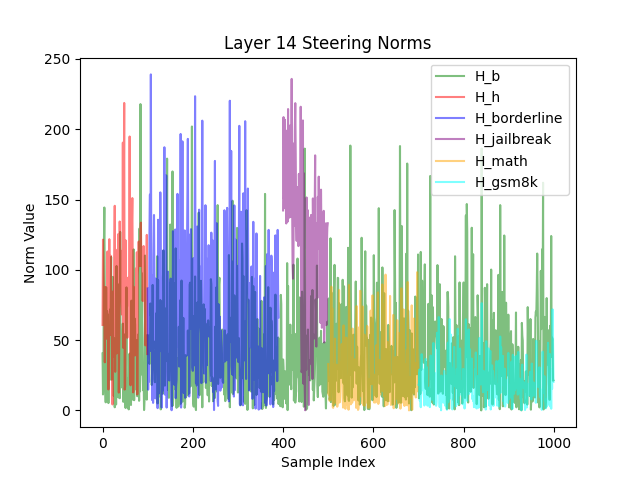 Layer 14 Steering Norms
Norm Value
250
200
150
100
50
0
H_b
H_h
H_borderline
H_jailbreak
H_math
H_gsm8k
0
200
400
600
800
1000
Sample Index